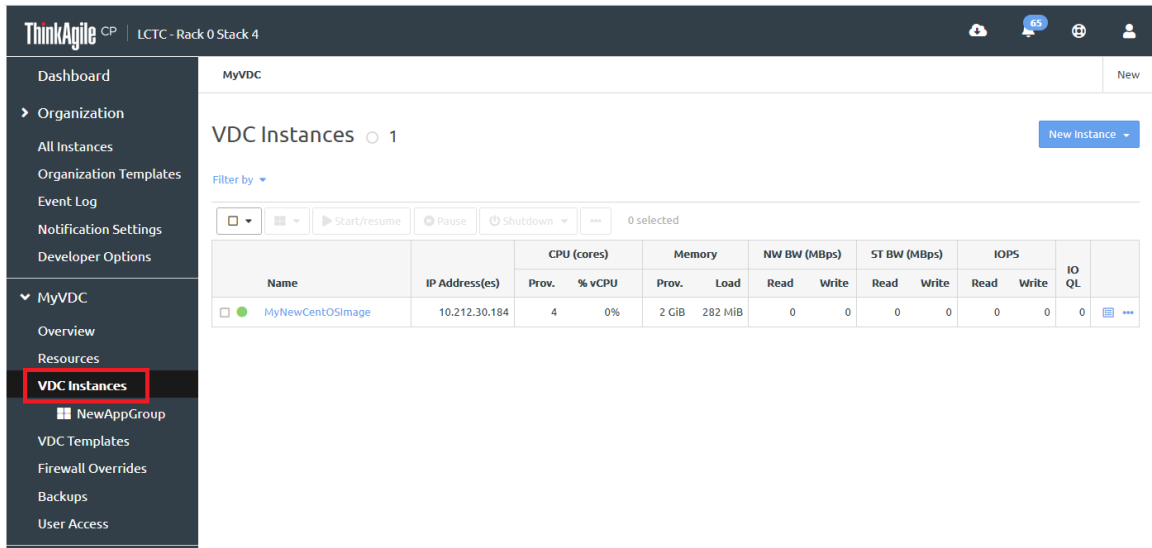 ThinkAgile CP | LCTC - Rack 0 Stack 4
65
Dashboard
Organization
All Instances
Organization Templates
Event Log
Notification Settings
Developer Options
MyVDC
Overview
Resources
VDC Instances
NewAppGroup
VDC Templates
Firewall Overrides
Backups
User Access
MyVDC
New
VDC Instances 1
New Instance
Filter by
Start/resume Pause Shutdown 0 selected
CPU (cores) Memory NW BW (MBps) ST BW (MBps) IOPS IO QL
Name IP Address(es) Prov. % vCPU Prov. Load Read Write Read Write Read Write
MyNewCentOSImage 10.212.30.184 4 0% 2 GiB 282 MiB 0 0 0 0 0 0 0